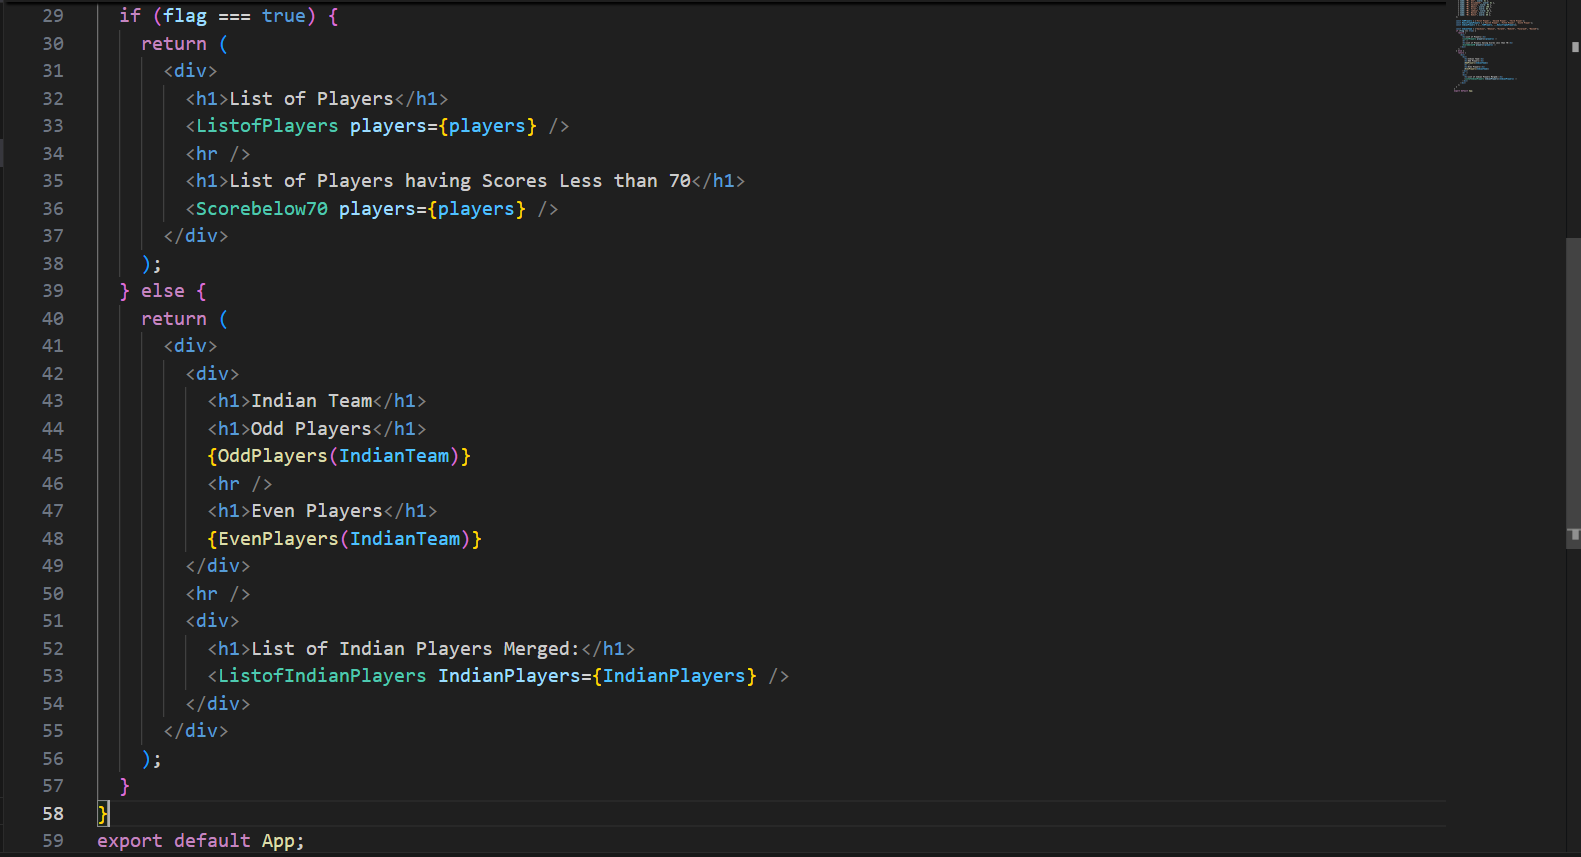 29 if (flag === true) {
30 return (
31 <div>
32 <h1>List of Players</h1>
33 <ListofPlayers players={players} />
34 <hr />
35 <h1>List of Players having Scores Less than 70</h1>
36 <Scorebelow70 players={players} />
37 </div>
38 );
39 } else {
40 return (
41 <div>
42 <div>
43 <h1>Indian Team</h1>
44 <h1>Odd Players</h1>
45 {OddPlayers(IndianTeam)}
46 <hr />
47 <h1>Even Players</h1>
48 {EvenPlayers(IndianTeam)}
49 </div>
50 <hr />
51 <div>
52 <h1>List of Indian Players Merged:</h1>
53 <ListofIndianPlayers IndianPlayers={IndianPlayers} />
54 </div>
55 </div>
56 );
57 }
58 }
59 export default App;